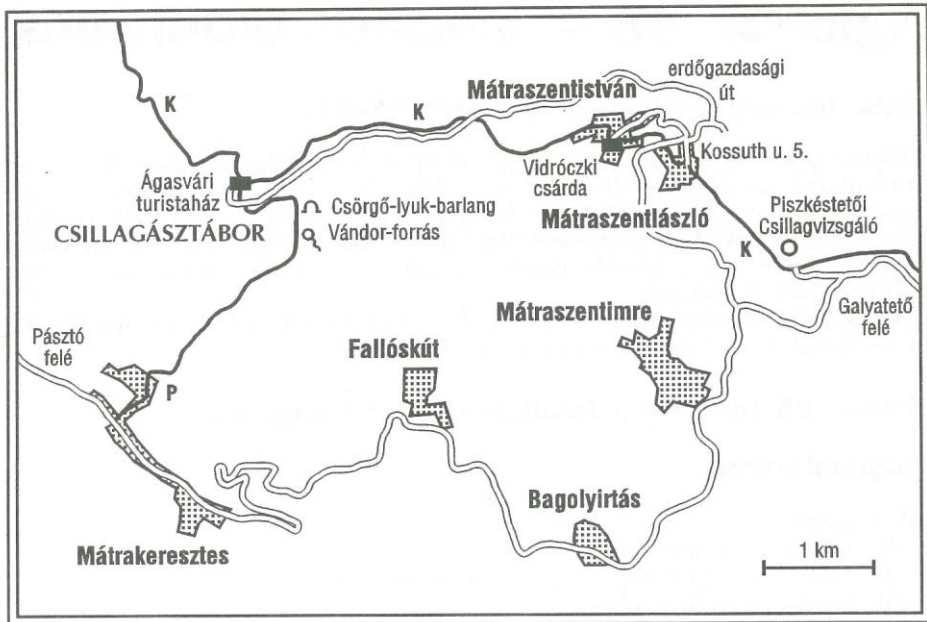 erdőgazdasági
út
Mátraszentistván
K
K
Vidróczki
csárda
Kossuth u. 5.
Ágasvári
turistaház
Csörgő-lyuk-barlang
Mátraszentlászló
Piszkéstetői
Csillagvizsgáló
CSILLAGÁSZTÁBOR
Vándor-forrás
K
Mátraszentimre
Galyatető
felé
Pásztó
felé
Fallóskút
P
Bagolyirtás
Mátrakeresztes
1 km